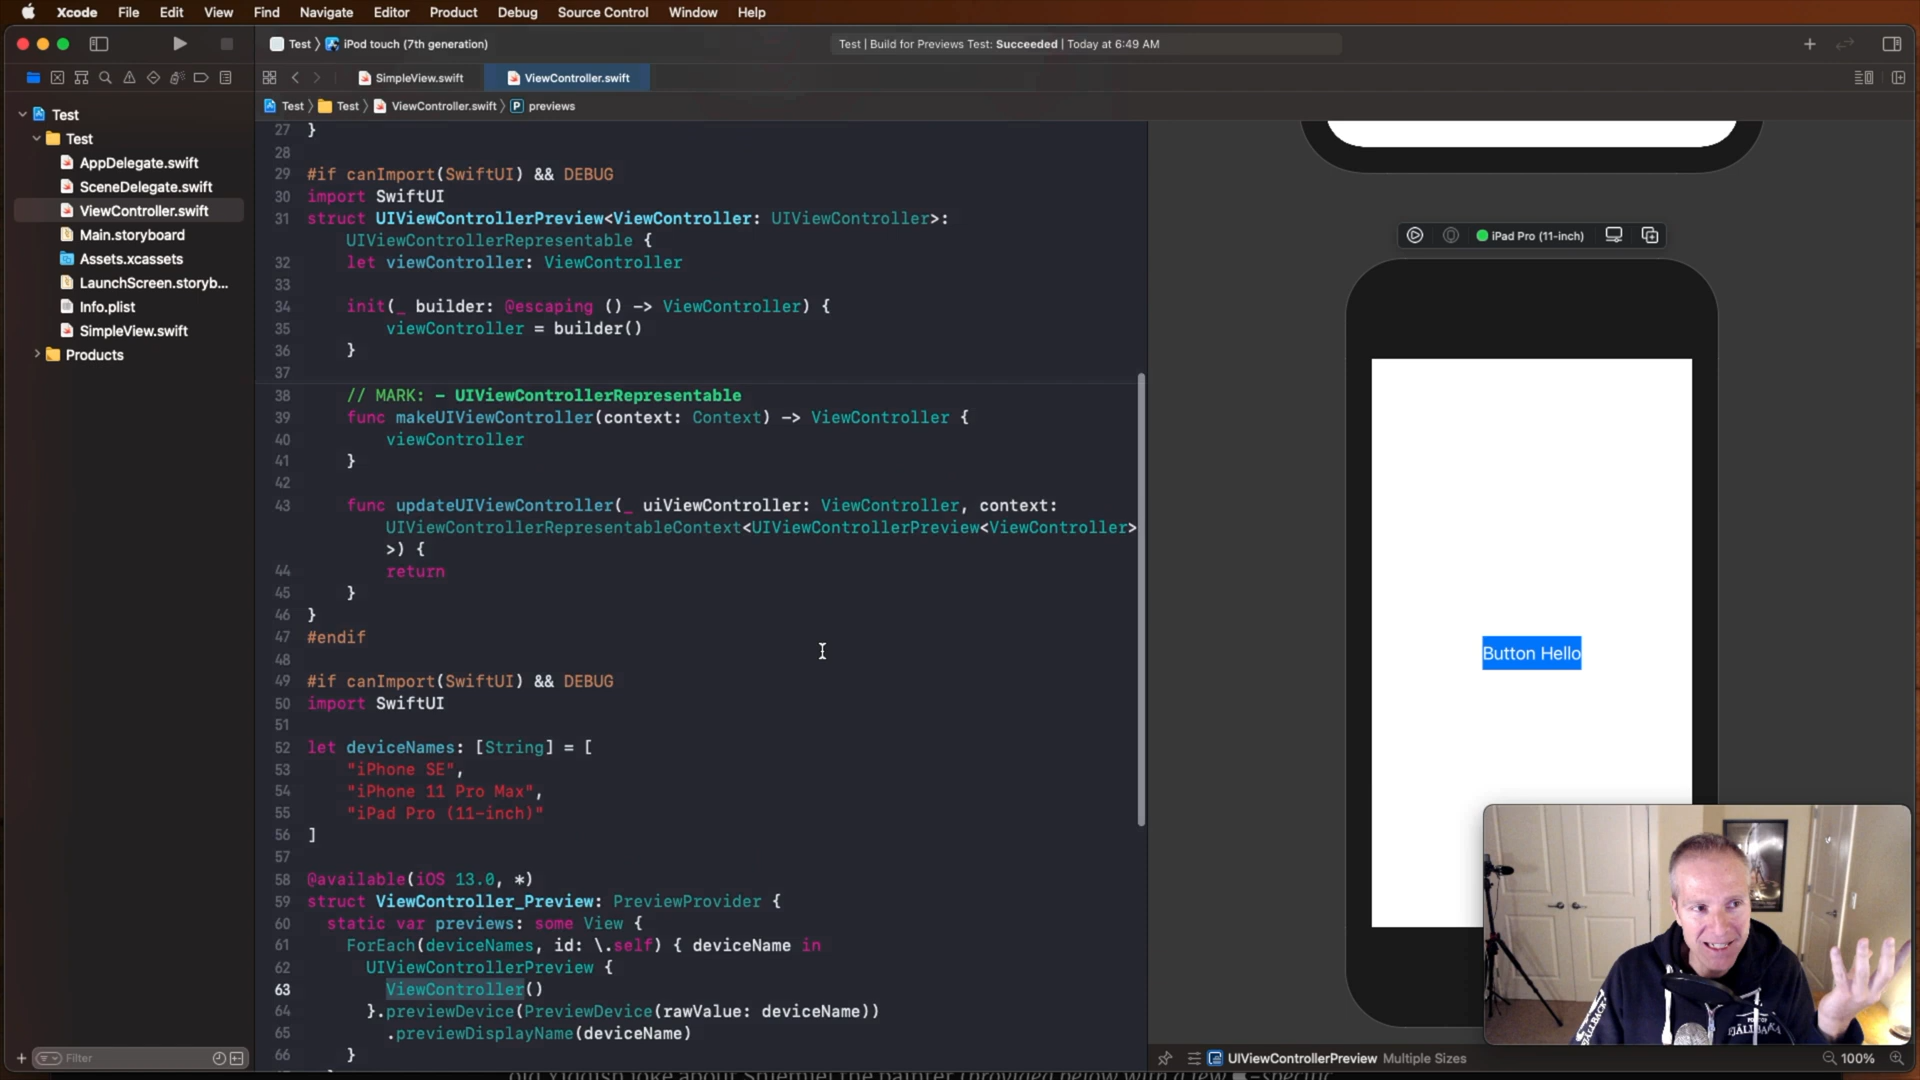 Xcode File Edit View Find Navigate Editor Product Debug Source Control Window Help
Test iPod touch (7th generation)
Test | Build for Previews Test: Succeeded | Today at 6:49 AM
SimpleView.swift ViewController.swift
Test Test ViewController.swift P previews
Test
Test
AppDelegate.swift
SceneDelegate.swift
ViewController.swift
Main.storyboard
Assets.xcassets
LaunchScreen.storyb...
Info.plist
SimpleView.swift
Products
Filter
27 }
28
29 #if canImport(SwiftUI) && DEBUG
30 import SwiftUI
31 struct UIViewControllerPreview<ViewController: UIViewController>:
UIViewControllerRepresentable {
32 let viewController: ViewController
33
34 init(_ builder: @escaping () -> ViewController) {
35 viewController = builder()
36 }
37
38 // MARK: - UIViewControllerRepresentable
39 func makeUIViewController(context: Context) -> ViewController {
40 viewController
41 }
42
43 func updateUIViewController(_ uiViewController: ViewController, context:
UIViewControllerRepresentableContext<UIViewControllerPreview<ViewController>
>) {
44 return
45 }
46 }
47 #endif
48
49 #if canImport(SwiftUI) && DEBUG
50 import SwiftUI
51
52 let deviceNames: [String] = [
53 "iPhone SE",
54 "iPhone 11 Pro Max",
55 "iPad Pro (11-inch)"
56 ]
57
58 @available(iOS 13.0, *)
59 struct ViewController_Preview: PreviewProvider {
60 static var previews: some View {
61 ForEach(deviceNames, id: \.self) { deviceName in
62 UIViewControllerPreview {
63 ViewController()
64 }.previewDevice(PreviewDevice(rawValue: deviceName))
65 .previewDisplayName(deviceName)
66 }
iPad Pro (11-inch)
Button Hello
UIViewControllerPreview Multiple Sizes
100%